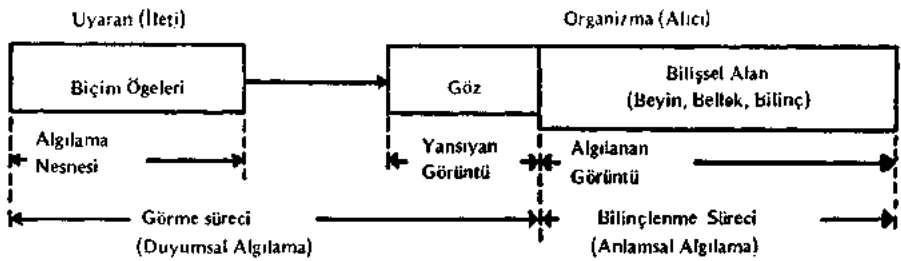 Uyaran (İleti)
Organizma (Alıcı)
Biçim Ögeleri
Göz
Bilişsel Alan
(Beyin, Bellek, Bilinç)
Algılama
Nesnesi
Yansıyan
Görüntü
Algılanan
Görüntü
Görme süreci
(Duyumsal Algılama)
Bilinçlenme Süreci
(Anlamsal Algılama)